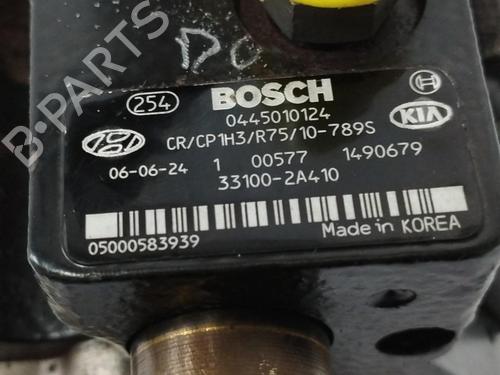 B-PARTS
DC
254 BOSCH
0445010124
CR/CP1H3/R75/10-789S KIA
06-06-24 1 00577 1490679
33100-2A410
05000583939 Made in KOREA